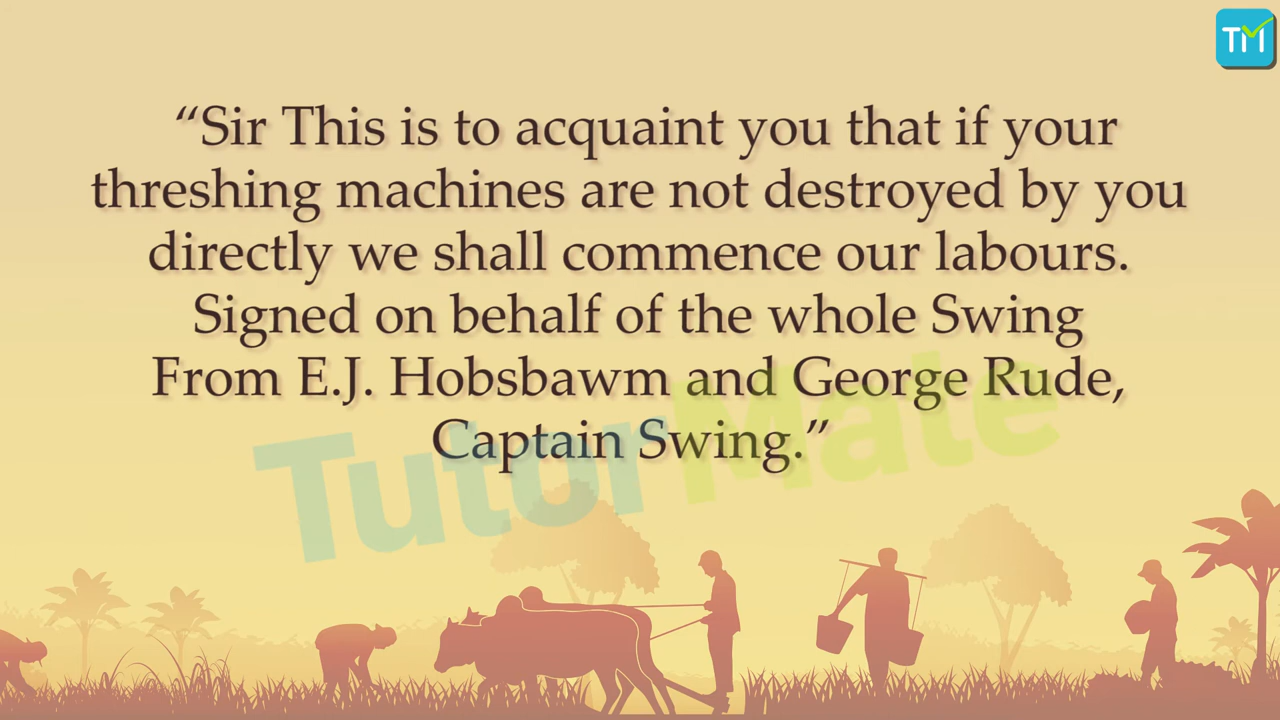 TM
“Sir This is to acquaint you that if your
threshing machines are not destroyed by you
directly we shall commence our labours.
Signed on behalf of the whole Swing
From E.J. Hobsbawm and George Rude,
Captain Swing.”
TutorMate